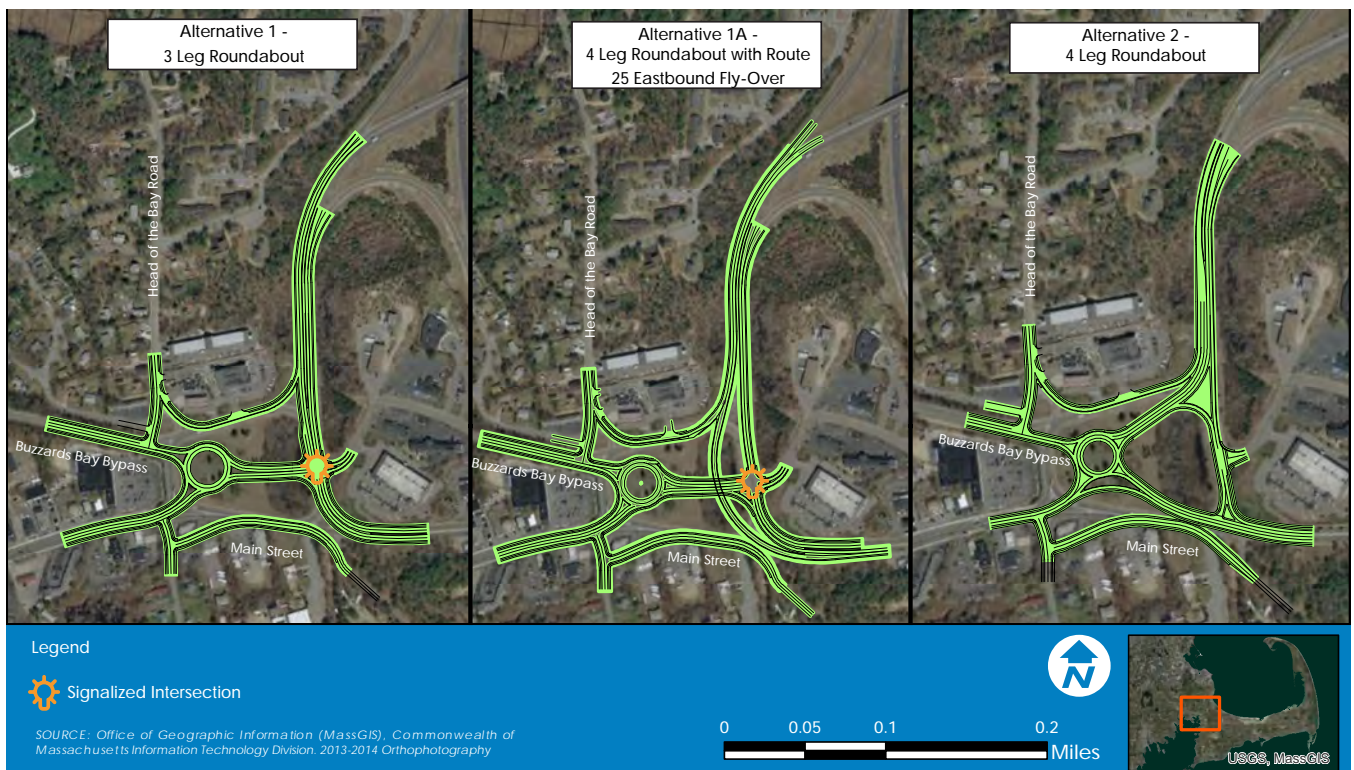 Alternative 1 -
3 Leg Roundabout
Alternative 1A -
4 Leg Roundabout with Route
25 Eastbound Fly-Over
Alternative 2 -
4 Leg Roundabout
Head of the Bay Road
Buzzards Bay Bypass
Main Street
Head of the Bay Road
Buzzards Bay Bypass
Main Street
Head of the Bay Road
Buzzards Bay Bypass
Main Street
Legend
Signalized Intersection
SOURCE: Office of Geographic Information (MassGIS), Commonwealth of
Massachusetts Information Technology Division. 2013-2014 Orthophotography
N
0 0.05 0.1 0.2
Miles
USGS, MassGIS